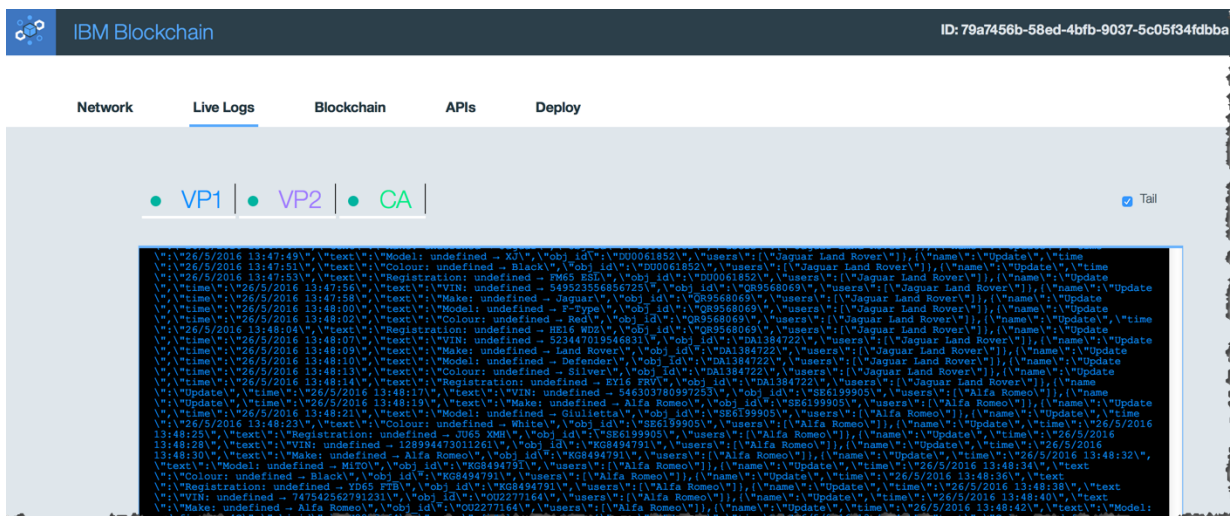 IBM Blockchain
ID: 79a7456b-58ed-4bfb-9037-5c05f34fdbba
Network Live Logs Blockchain APIs Deploy
VP1 VP2 CA
Tail
\":\"26/5/2016 13:47:49\",\"text\":\"Model: undefined → XJ\",\"obj_id\":\"DU0061852\",\"users\":[\"Jaguar Land Rover\"]},{\"name\":\"Update\",\"time
\":\"26/5/2016 13:47:51\",\"text\":\"Colour: undefined → Black\",\"obj_id\":\"DU0061852\",\"users\":[\"Jaguar Land Rover\"]},{\"name\":\"Update\",\"time
\":\"26/5/2016 13:47:53\",\"text\":\"Registration: undefined → FM65 ESL\",\"obj_id\":\"DU0061852\",\"users\":[\"Jaguar Land Rover\"]},{\"name\":\"Update
\",\"time\":\"26/5/2016 13:47:56\",\"text\":\"VIN: undefined → 549523556856725\",\"obj_id\":\"QR9568069\",\"users\":[\"Jaguar Land Rover\"]},{\"name\":\"Update
\",\"time\":\"26/5/2016 13:47:58\",\"text\":\"Make: undefined → Jaguar\",\"obj_id\":\"QR9568069\",\"users\":[\"Jaguar Land Rover\"]},{\"name\":\"Update
\",\"time\":\"26/5/2016 13:48:00\",\"text\":\"Model: undefined → F-Type\",\"obj_id\":\"QR9568069\",\"users\":[\"Jaguar Land Rover\"]},{\"name\":\"Update
\",\"time\":\"26/5/2016 13:48:02\",\"text\":\"Colour: undefined → Red\",\"obj_id\":\"QR9568069\",\"users\":[\"Jaguar Land Rover\"]},{\"name\":\"Update\",\"time
\":\"26/5/2016 13:48:04\",\"text\":\"Registration: undefined → HE16 WDZ\",\"obj_id\":\"QR9568069\",\"users\":[\"Jaguar Land Rover\"]},{\"name\":\"Update
\",\"time\":\"26/5/2016 13:48:07\",\"text\":\"VIN: undefined → 523447019546831\",\"obj_id\":\"DA1384722\",\"users\":[\"Jaguar Land Rover\"]},{\"name\":\"Update
\",\"time\":\"26/5/2016 13:48:09\",\"text\":\"Make: undefined → Land Rover\",\"obj_id\":\"DA1384722\",\"users\":[\"Jaguar Land Rover\"]},{\"name\":\"Update
\",\"time\":\"26/5/2016 13:48:10\",\"text\":\"Model: undefined → Defender\",\"obj_id\":\"DA1384722\",\"users\":[\"Jaguar Land Rover\"]},{\"name\":\"Update
\",\"time\":\"26/5/2016 13:48:13\",\"text\":\"Colour: undefined → Silver\",\"obj_id\":\"DA1384722\",\"users\":[\"Jaguar Land Rover\"]},{\"name\":\"Update
\",\"time\":\"26/5/2016 13:48:14\",\"text\":\"Registration: undefined → EY16 FRV\",\"obj_id\":\"DA1384722\",\"users\":[\"Jaguar Land Rover\"]},{\"name
\":\"Update\",\"time\":\"26/5/2016 13:48:17\",\"text\":\"VIN: undefined → 546303780997253\",\"obj_id\":\"SE6199905\",\"users\":[\"Alfa Romeo\"]},{\"name
\":\"Update\",\"time\":\"26/5/2016 13:48:19\",\"text\":\"Make: undefined → Alfa Romeo\",\"obj_id\":\"SE6199905\",\"users\":[\"Alfa Romeo\"]},{\"name\":\"Update
\",\"time\":\"26/5/2016 13:48:21\",\"text\":\"Model: undefined → Giulietta\",\"obj_id\":\"SE6199905\",\"users\":[\"Alfa Romeo\"]},{\"name\":\"Update\",\"time
\":\"26/5/2016 13:48:23\",\"text\":\"Colour: undefined → White\",\"obj_id\":\"SE6199905\",\"users\":[\"Alfa Romeo\"]},{\"name\":\"Update\",\"time\":\"26/5/2016
13:48:25\",\"text\":\"Registration: undefined → JU65 XMH\",\"obj_id\":\"SE6199905\",\"users\":[\"Alfa Romeo\"]},{\"name\":\"Update\",\"time\":\"26/5/2016
13:48:28\",\"text\":\"VIN: undefined → 128994473011261\",\"obj_id\":\"KG8494791\",\"users\":[\"Alfa Romeo\"]},{\"name\":\"Update\",\"time\":\"26/5/2016
13:48:30\",\"text\":\"Make: undefined → Alfa Romeo\",\"obj_id\":\"KG8494791\",\"users\":[\"Alfa Romeo\"]},{\"name\":\"Update\",\"time\":\"26/5/2016 13:48:32\",
\"text\":\"Model: undefined → MiTO\",\"obj_id\":\"KG8494791\",\"users\":[\"Alfa Romeo\"]},{\"name\":\"Update\",\"time\":\"26/5/2016 13:48:34\",\"text
\":\"Colour: undefined → Black\",\"obj_id\":\"KG8494791\",\"users\":[\"Alfa Romeo\"]},{\"name\":\"Update\",\"time\":\"26/5/2016 13:48:36\",\"text
\":\"Registration: undefined → YD65 FTB\",\"obj_id\":\"KG8494791\",\"users\":[\"Alfa Romeo\"]},{\"name\":\"Update\",\"time\":\"26/5/2016 13:48:38\",\"text
\":\"VIN: undefined → 747542562791231\",\"obj_id\":\"OU2277164\",\"users\":[\"Alfa Romeo\"]},{\"name\":\"Update\",\"time\":\"26/5/2016 13:48:40\",\"text
\":\"Make: undefined → Alfa Romeo\",\"obj_id\":\"OU2277164\",\"users\":[\"Alfa Romeo\"]},{\"name\":\"Update\",\"time\":\"26/5/2016 13:48:42\",\"text\":\"Model: